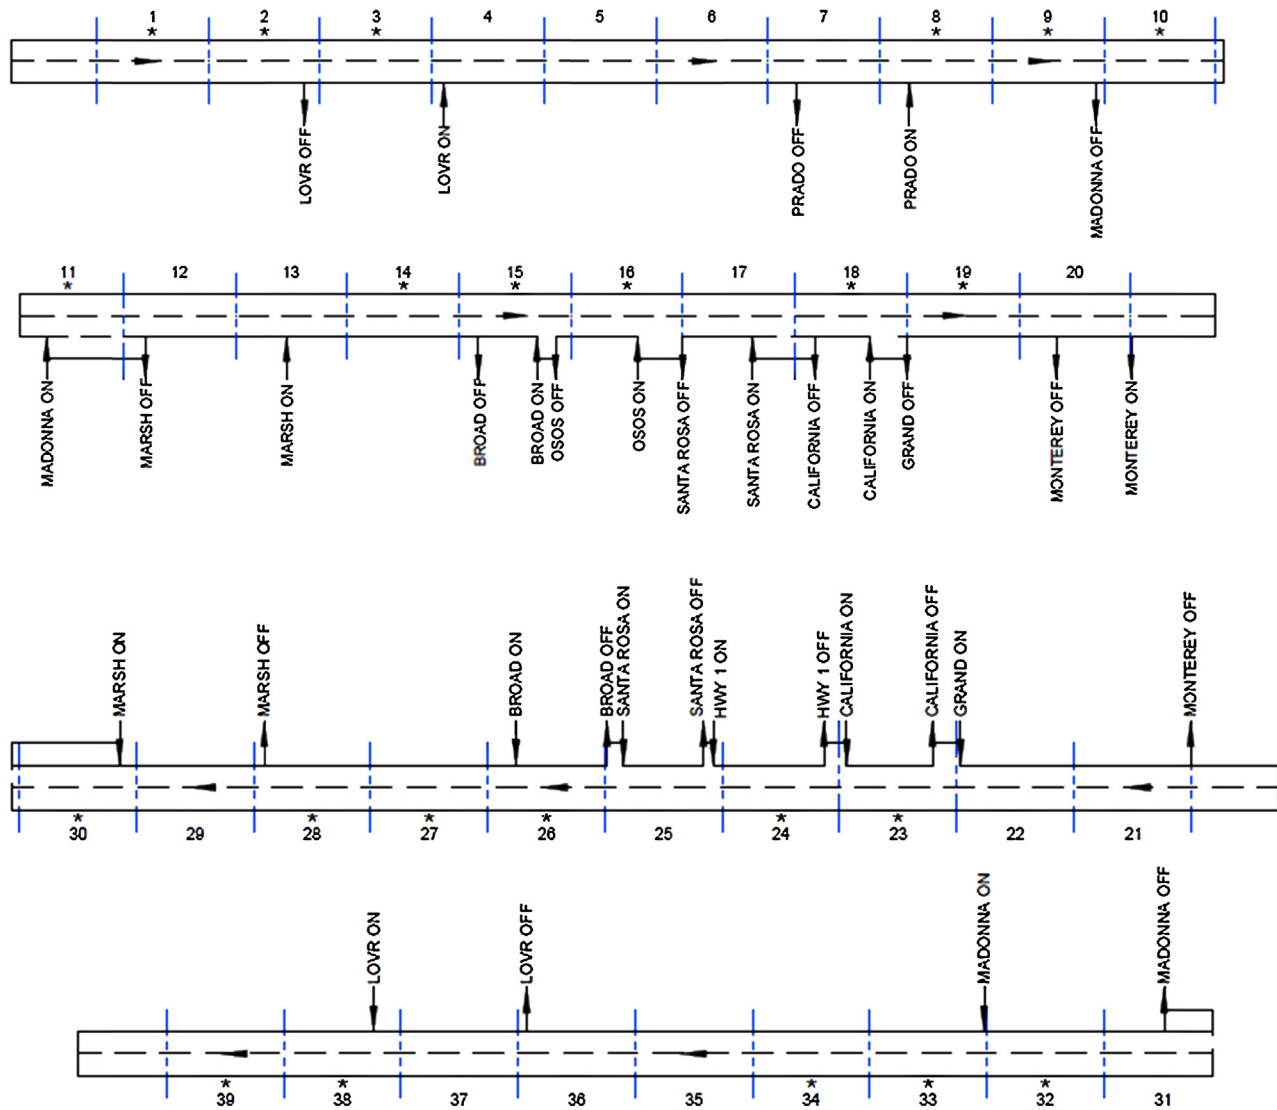 1 2 3 4 5 6 7 8 9 10
* * * * * *
LOVR OFF
LOVR ON
PRADO OFF
PRADO ON
MADONNA OFF
11 12 13 14 15 16 17 18 19 20
* * * * * *
MADONNA ON
MARSH OFF
MARSH ON
BROAD OFF
BROAD ON
OSOS OFF
OSOS ON
SANTA ROSA OFF
SANTA ROSA ON
CALIFORNIA OFF
CALIFORNIA ON
GRAND OFF
MONTEREY OFF
MONTEREY ON
MARSH ON
MARSH OFF
BROAD ON
BROAD OFF
SANTA ROSA ON
SANTA ROSA OFF
HWY 1 ON
HWY 1 OFF
CALIFORNIA ON
CALIFORNIA OFF
GRAND ON
MONTEREY OFF
* * * * * *
30 29 28 27 26 25 24 23 22 21
LOVR ON
LOVR OFF
MADONNA ON
MADONNA OFF
* * * * *
39 38 37 36 35 34 33 32 31